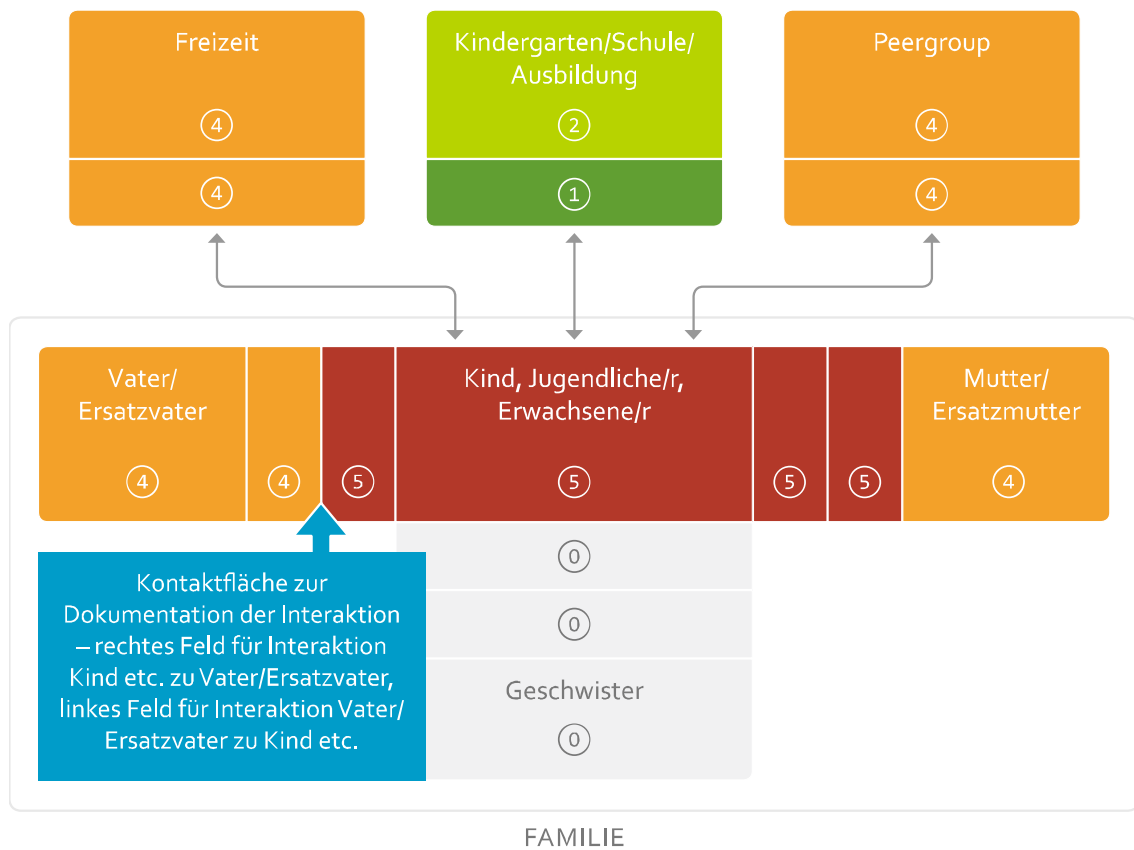 Freizeit
4
4
Kindergarten/Schule/
Ausbildung
2
1
Peergroup
4
4
Vater/
Ersatzvater
4
4
5
Kind, Jugendliche/r,
Erwachsene/r
5
5
5
Mutter/
Ersatzmutter
4
Kontaktfläche zur
Dokumentation der Interaktion
– rechtes Feld für Interaktion
Kind etc. zu Vater/Ersatzvater,
linkes Feld für Interaktion Vater/
Ersatzvater zu Kind etc.
0
0
Geschwister
0
FAMILIE